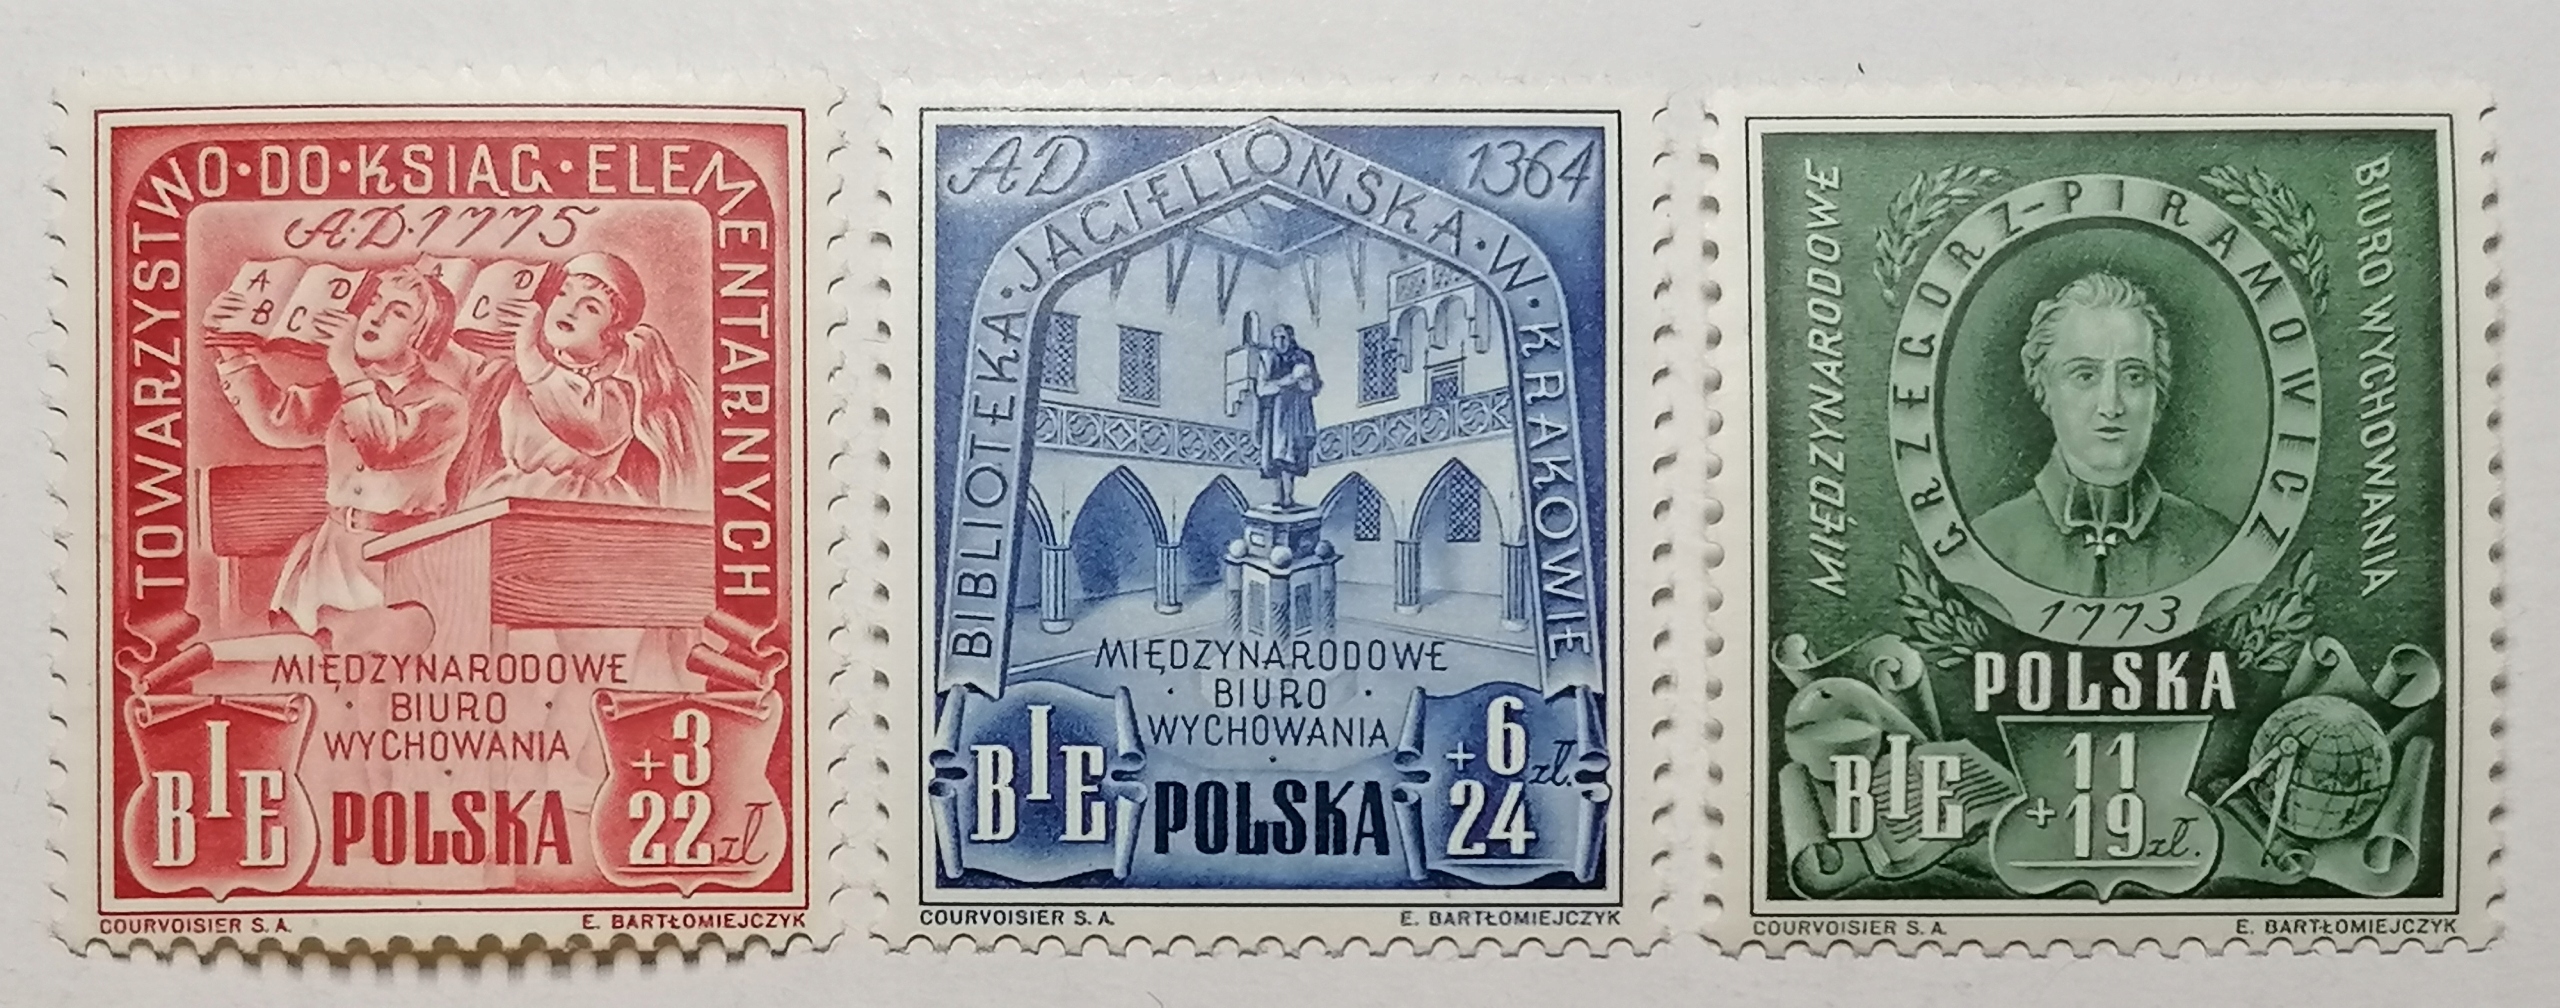 TOWARZYSTWO·DO·KSIĄG·ELEMENTARNYCH
A·D·1775
A
B
C
D
A
C
D
MIĘDZYNARODOWE
· BIURO ·
WYCHOWANIA
BIE
POLSKA
+3
22 zł
COURVOISIER S. A.
E. BARTŁOMIEJCZYK
AD 1364
BIBLIOTEKA·JAGIELLOŃSKA·W·KRAKOWIE
MIĘDZYNARODOWE
· BIURO ·
WYCHOWANIA
BIE
POLSKA
+6
24 zł.
COURVOISIER S. A.
E. BARTŁOMIEJCZYK
MIĘDZYNARODOWE
BIURO WYCHOWANIA
GRZEGORZ-PIRAMOWICZ
1773
POLSKA
BIE
11
+19 zł.
COURVOISIER S. A.
E. BARTŁOMIEJCZYK